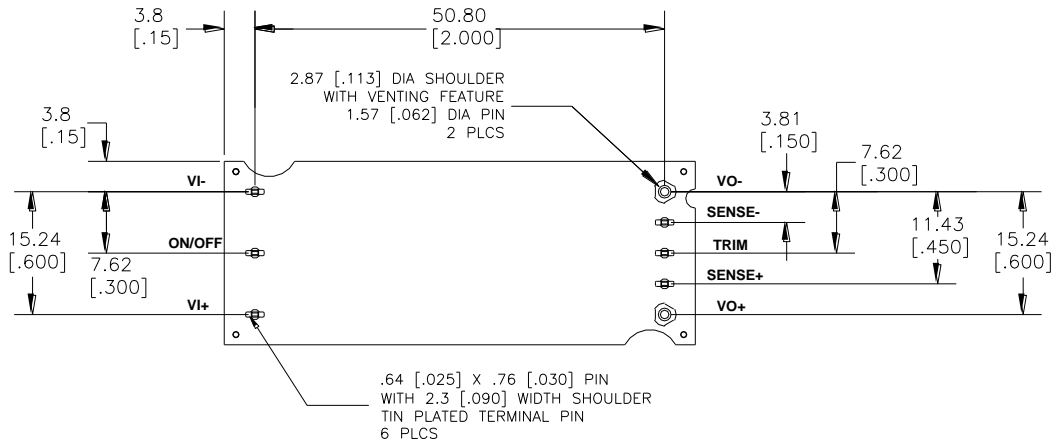 3.8
[.15]
50.80
[2.000]
2.87 [.113] DIA SHOULDER
WITH VENTING FEATURE
1.57 [.062] DIA PIN
2 PLCS
3.8
[.15]
3.81
[.150]
7.62
[.300]
VI-
VO-
SENSE-
15.24
[.600]
ON/OFF
7.62
[.300]
TRIM
11.43
[.450]
15.24
[.600]
SENSE+
VI+
VO+
.64 [.025] X .76 [.030] PIN
WITH 2.3 [.090] WIDTH SHOULDER
TIN PLATED TERMINAL PIN
6 PLCS